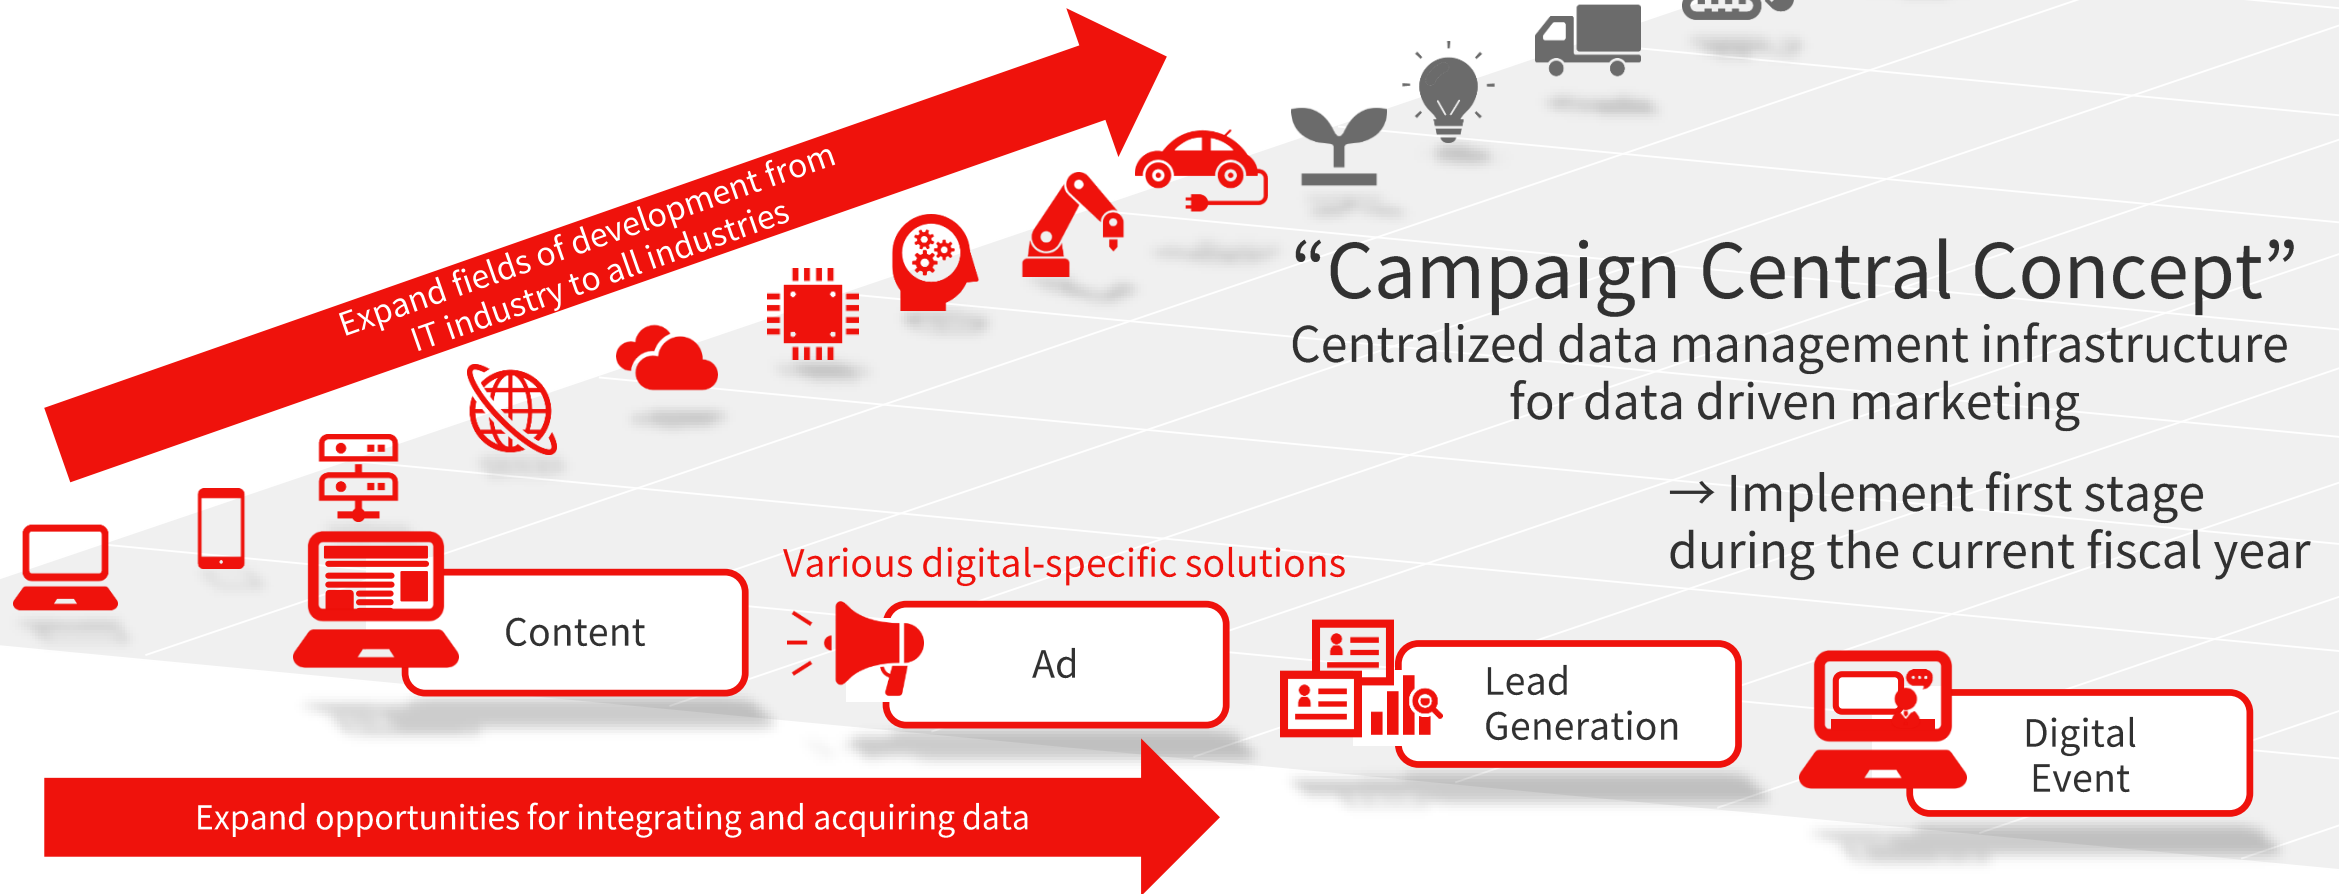 Expand fields of development from
IT industry to all industries
“Campaign Central Concept”
Centralized data management infrastructure
for data driven marketing
→ Implement first stage
during the current fiscal year
Various digital-specific solutions
Content
Ad
Lead
Generation
Digital
Event
Expand opportunities for integrating and acquiring data